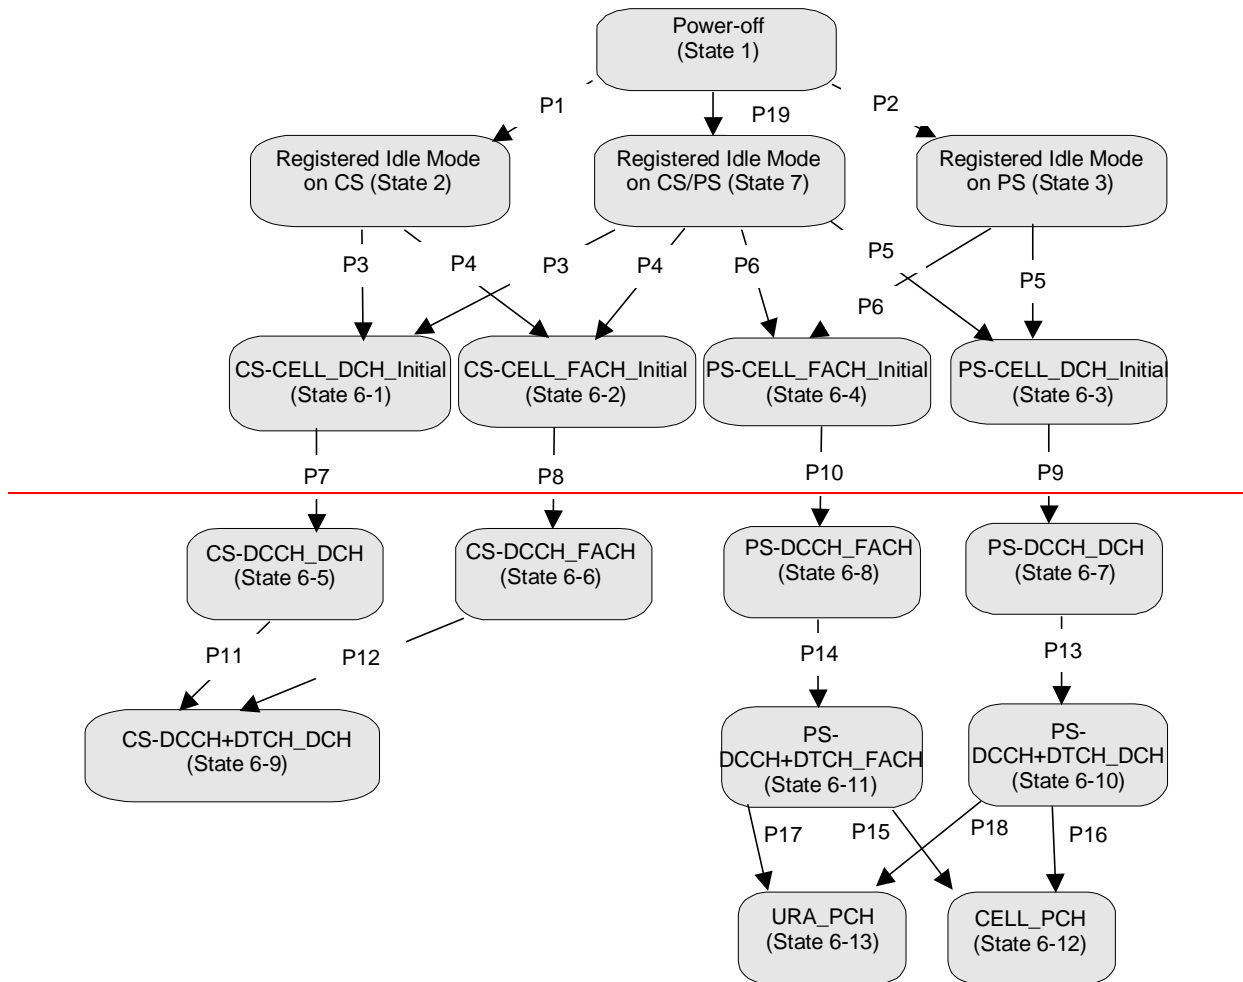 Power-off
(State 1)
P1
P19
P2
Registered Idle Mode
on CS (State 2)
Registered Idle Mode
on CS/PS (State 7)
Registered Idle Mode
on PS (State 3)
P3
P4
P3
P4
P6
P5
P6
P5
CS-CELL_DCH_Initial
(State 6-1)
CS-CELL_FACH_Initial
(State 6-2)
PS-CELL_FACH_Initial
(State 6-4)
PS-CELL_DCH_Initial
(State 6-3)
P7
P8
P10
P9
CS-DCCH_DCH
(State 6-5)
CS-DCCH_FACH
(State 6-6)
PS-DCCH_FACH
(State 6-8)
PS-DCCH_DCH
(State 6-7)
P11
P12
P14
P13
CS-DCCH+DTCH_DCH
(State 6-9)
PS-
DCCH+DTCH_FACH
(State 6-11)
PS-
DCCH+DTCH_DCH
(State 6-10)
P17
P15
P18
P16
URA_PCH
(State 6-13)
CELL_PCH
(State 6-12)